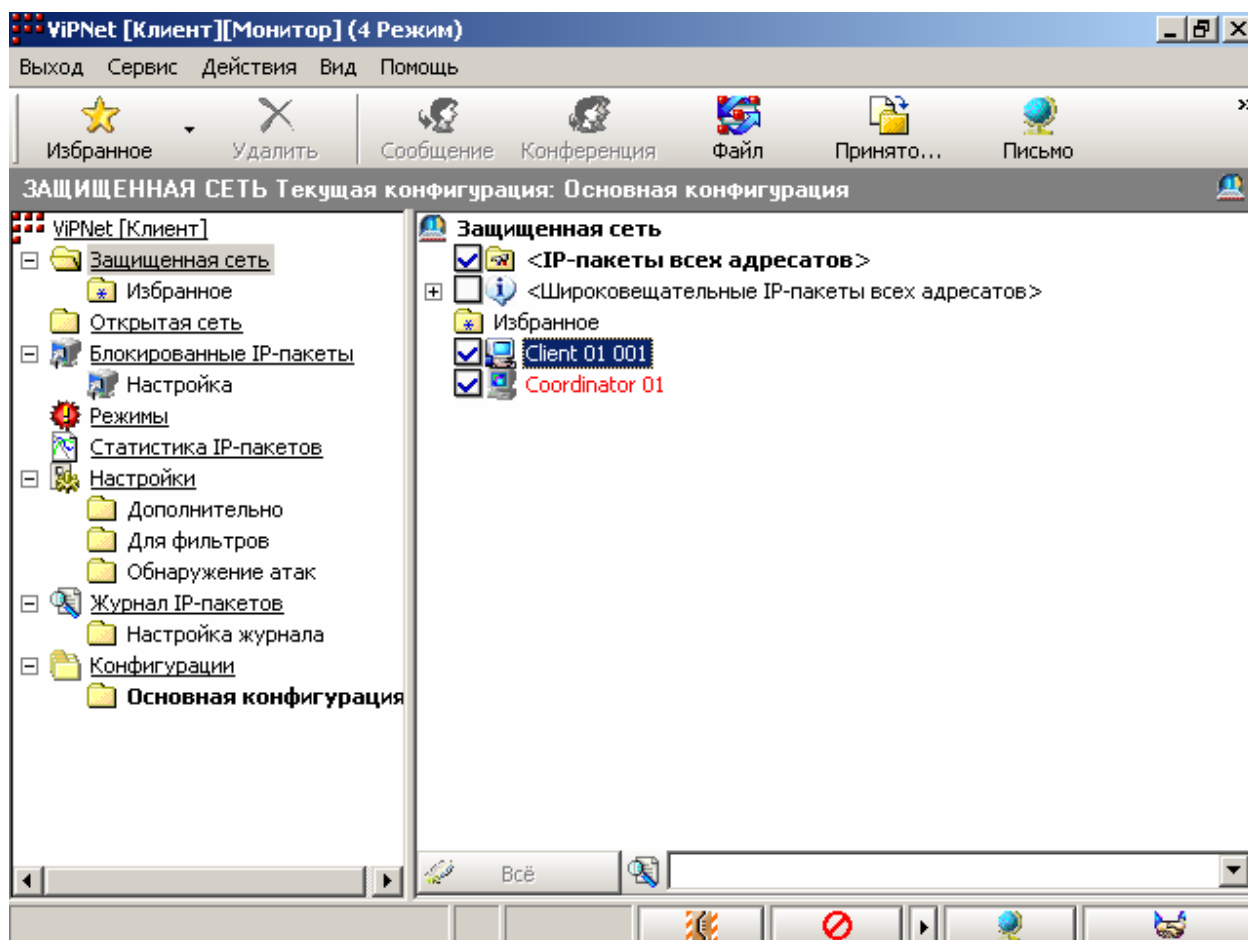 ViPNet [Клиент][Монитор] (4 Режим)
Выход Сервис Действия Вид Помощь
Избранное Удалить Сообщение Конференция Файл Принято... Письмо
ЗАЩИЩЕННАЯ СЕТЬ Текущая конфигурация: Основная конфигурация
ViPNet [Клиент]
Защищенная сеть
Избранное
Открытая сеть
Блокированные IP-пакеты
Настройка
Режимы
Статистика IP-пакетов
Настройки
Дополнительно
Для фильтров
Обнаружение атак
Журнал IP-пакетов
Настройка журнала
Конфигурации
Основная конфигурация
Защищенная сеть
<IP-пакеты всех адресатов>
<Широковещательные IP-пакеты всех адресатов>
Избранное
Client 01 001
Coordinator 01
Всё